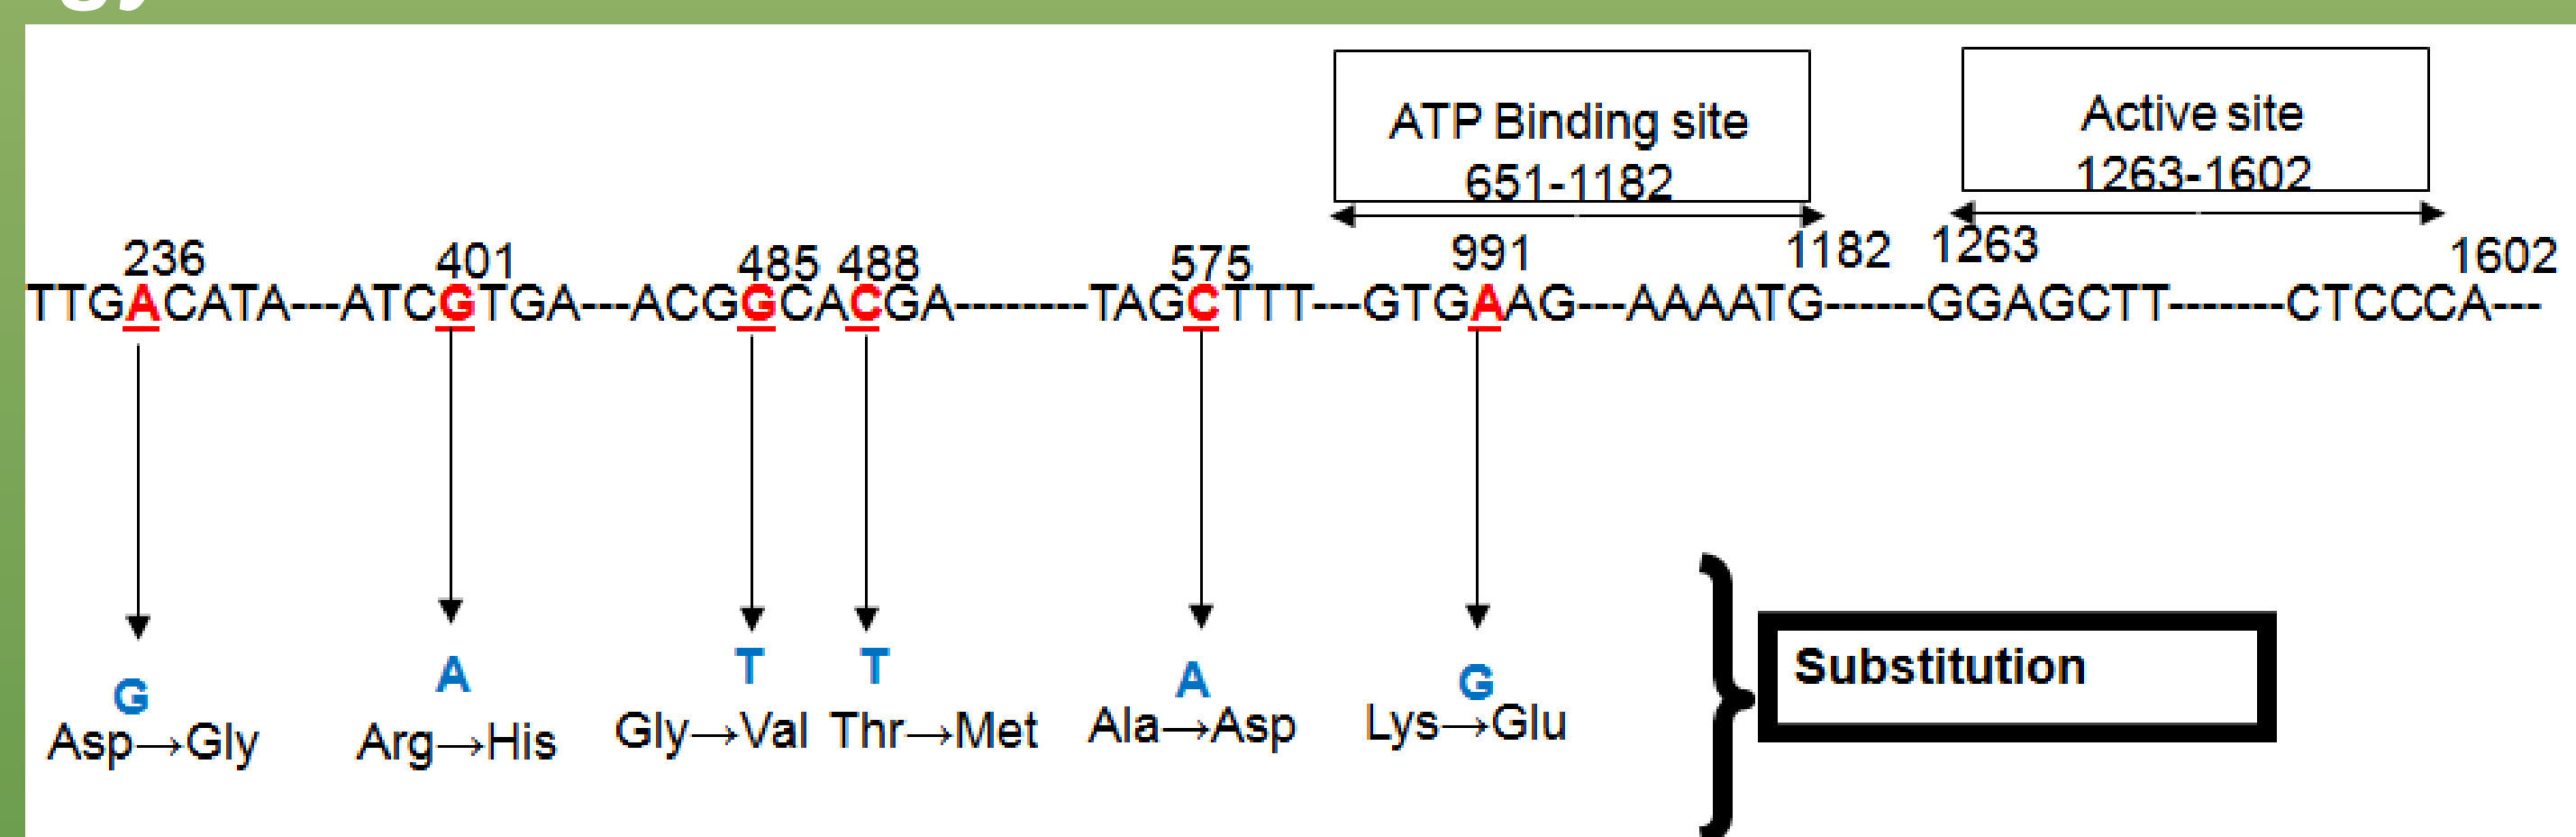 ATP Binding site
651-1182
Active site
1263-1602
236 401 485 488 575 991 1182 1263 1602
TTGACATA---ATCGTGA---ACGGCACGA--------TAGCTTT---GTGAAG---AAAATG------GGAGCTT-------CTCCCA---
G A T T A G
Asp→Gly Arg→His Gly→Val Thr→Met Ala→Asp Lys→Glu
Substitution